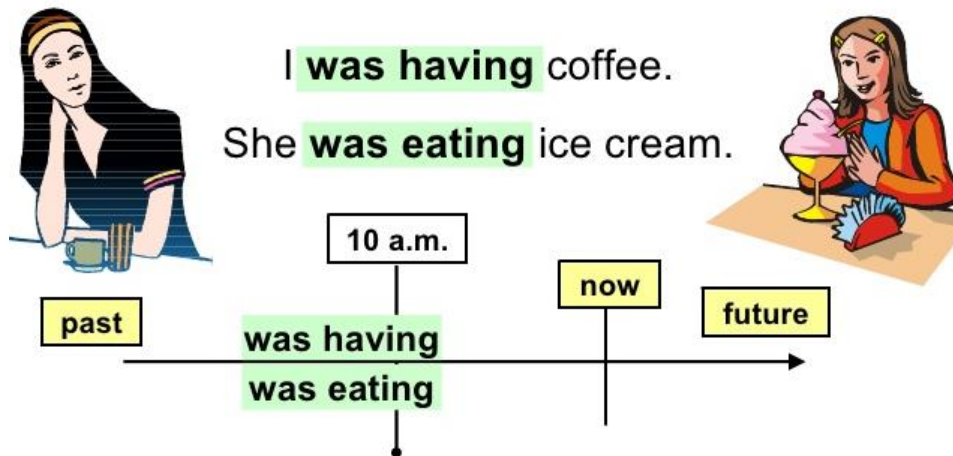 I was having coffee.
She was eating ice cream.
10 a.m.
now
past
future
was having
was eating